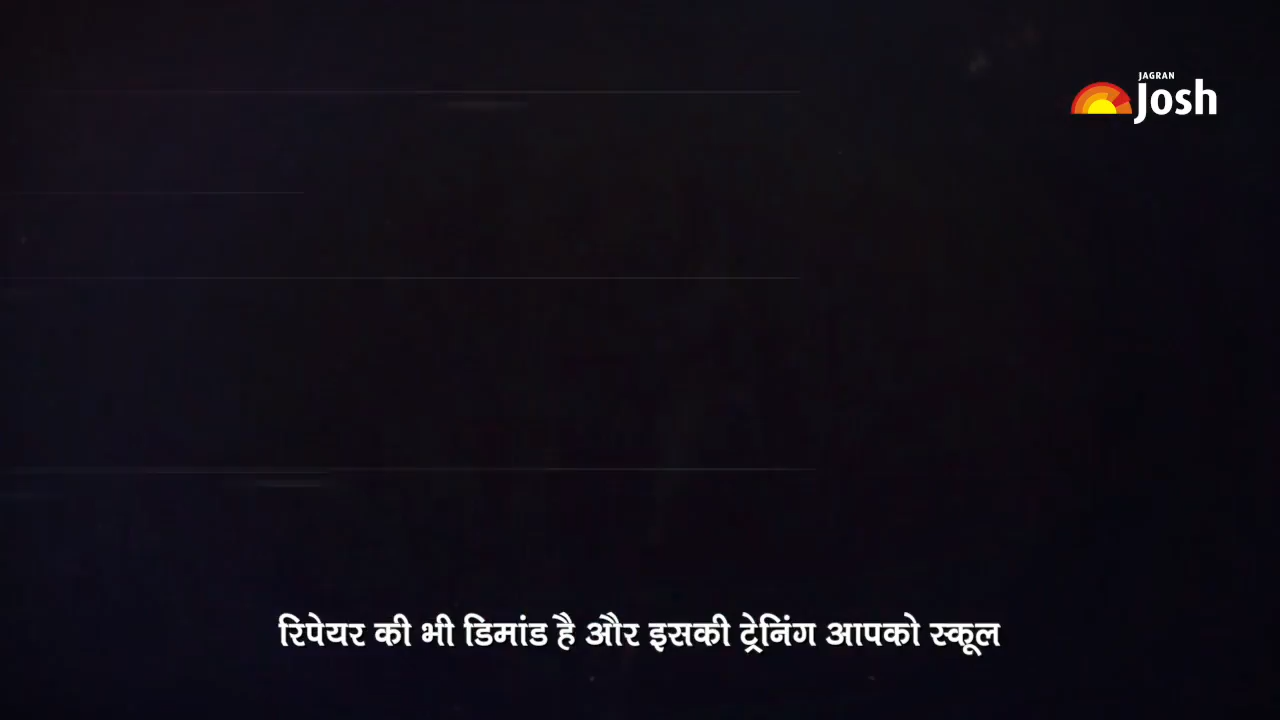 JAGRAN
Josh
रिपेयर की भी डिमांड है और इसकी ट्रेनिंग आपको स्कूल